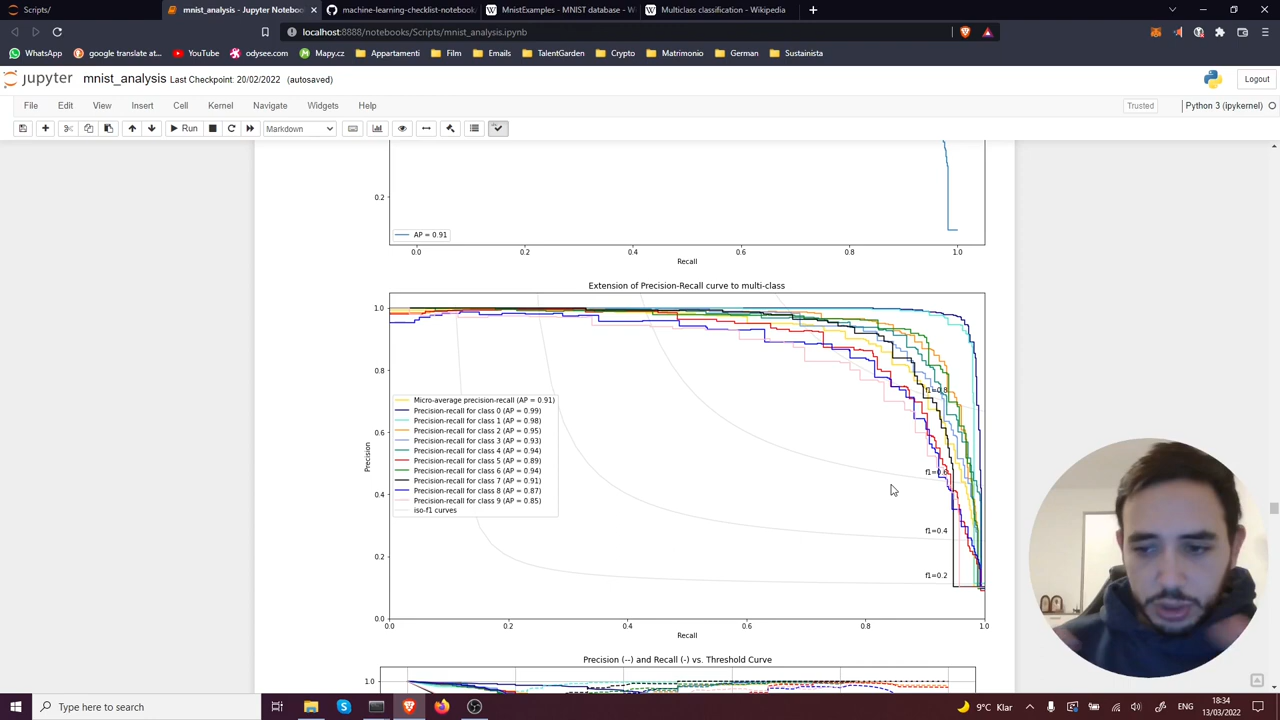 Scripts/
mnist_analysis - Jupyter Notebook
machine-learning-checklist-notebook
MnistExamples - MNIST database - Wi
Multiclass classification - Wikipedia
localhost:8888/notebooks/Scripts/mnist_analysis.ipynb
WhatsApp
google translate at...
YouTube
odysee.com
Mapy.cz
Appartamenti
Film
Emails
TalentGarden
Crypto
Matrimonio
German
Sustainista
jupyter mnist_analysis Last Checkpoint: 20/02/2022 (autosaved)
Logout
File Edit View Insert Cell Kernel Navigate Widgets Help
Trusted
Python 3 (ipykernel)
Run
Markdown
0.2
AP = 0.91
0.0 0.2 0.4 0.6 0.8 1.0
Recall
Extension of Precision-Recall curve to multi-class
1.0
0.8
0.6
0.4
0.2
0.0
Precision
f1=0.8
f1=0.6
f1=0.4
f1=0.2
Micro-average precision-recall (AP = 0.91)
Precision-recall for class 0 (AP = 0.99)
Precision-recall for class 1 (AP = 0.98)
Precision-recall for class 2 (AP = 0.95)
Precision-recall for class 3 (AP = 0.93)
Precision-recall for class 4 (AP = 0.94)
Precision-recall for class 5 (AP = 0.89)
Precision-recall for class 6 (AP = 0.94)
Precision-recall for class 7 (AP = 0.91)
Precision-recall for class 8 (AP = 0.87)
Precision-recall for class 9 (AP = 0.85)
iso-f1 curves
0.0 0.2 0.4 0.6 0.8 1.0
Recall
Precision (--) and Recall (-) vs. Threshold Curve
1.0
Type here to search
9°C Klar
ENG
18:34
13/03/2022